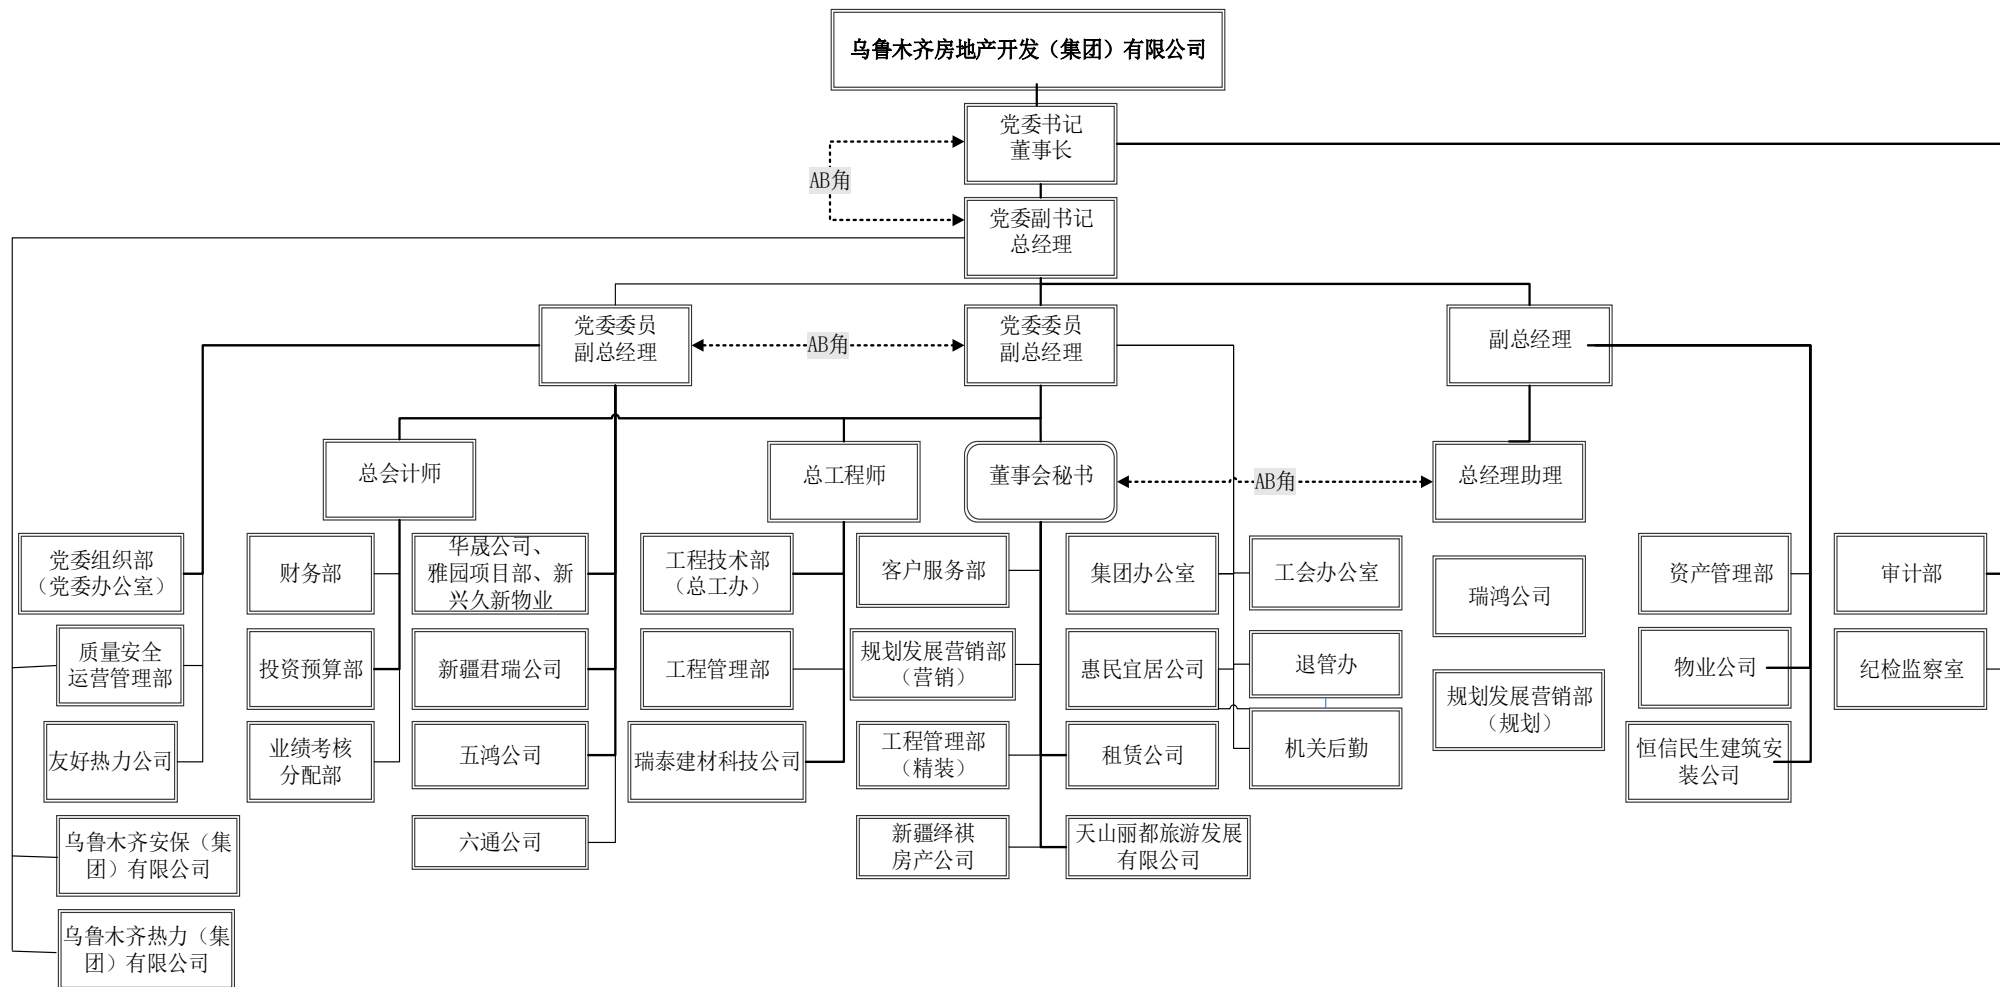 乌鲁木齐房地产开发（集团）有限公司
党委书记
董事长
AB角
党委副书记
总经理
党委委员
副总经理
AB角
党委委员
副总经理
副总经理
总会计师
总工程师
董事会秘书
AB角
总经理助理
党委组织部
（党委办公室）
财务部
华晟公司、
雅园项目部、新
兴久新物业
工程技术部
（总工办）
客户服务部
集团办公室
工会办公室
瑞鸿公司
资产管理部
审计部
质量安全
运营管理部
投资预算部
新疆君瑞公司
工程管理部
规划发展营销部
（营销）
惠民宜居公司
退管办
规划发展营销部
（规划）
物业公司
纪检监察室
友好热力公司
业绩考核
分配部
五鸿公司
瑞泰建材科技公司
工程管理部
（精装）
租赁公司
机关后勤
恒信民生建筑安
装公司
乌鲁木齐安保（集
团）有限公司
六通公司
新疆绎祺
房产公司
天山丽都旅游发展
有限公司
乌鲁木齐热力（集
团）有限公司